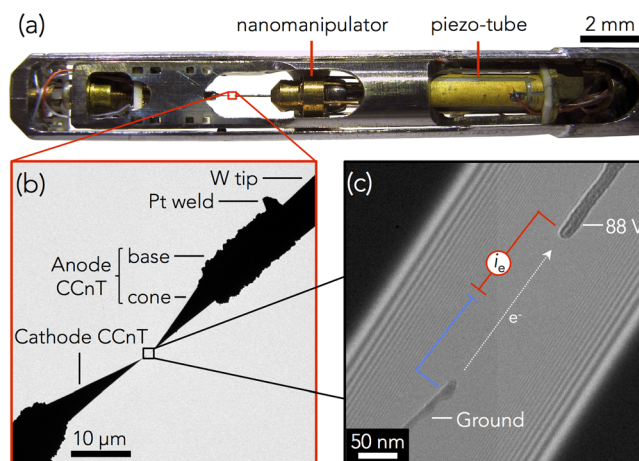 (a)
nanomanipulator
piezo-tube
2 mm
(b)
W tip
Pt weld
Anode
CCnT
base
cone
Cathode CCnT
10 µm
(c)
88 V
ie
e-
Ground
50 nm